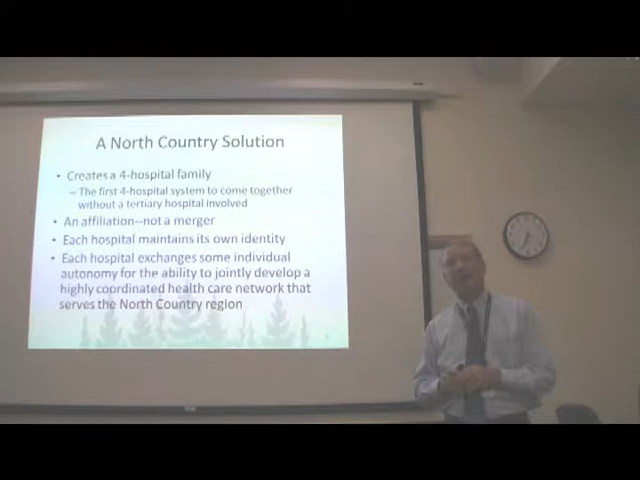 A North Country Solution
• Creates a 4-hospital family
– The first 4-hospital system to come together
without a tertiary hospital involved
• An affiliation--not a merger
• Each hospital maintains its own identity
• Each hospital exchanges some individual
autonomy for the ability to jointly develop a
highly coordinated health care network that
serves the North Country region